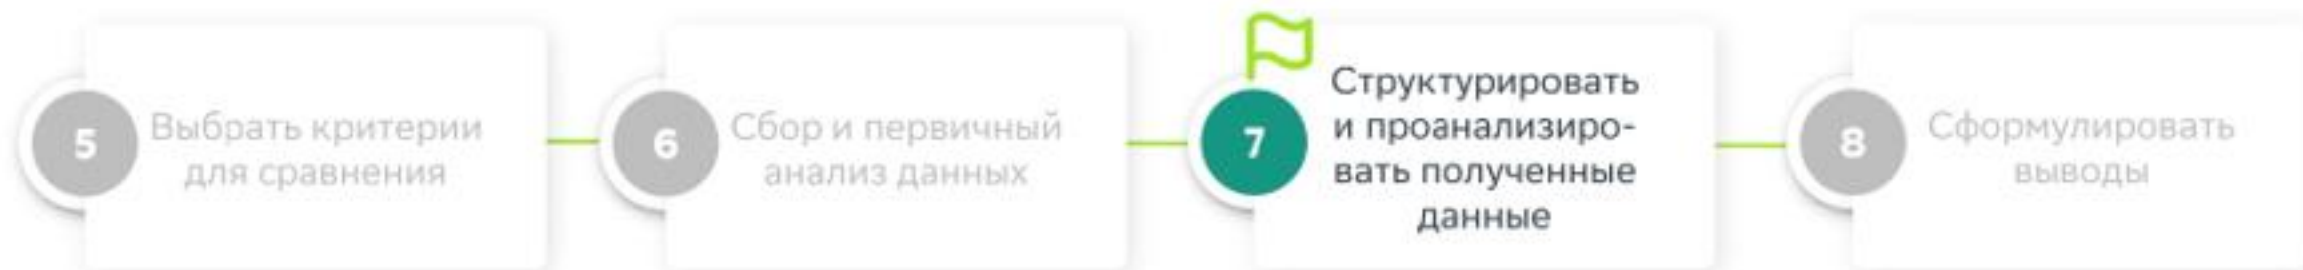 5
Выбрать критерии
для сравнения
6
Сбор и первичный
анализ данных
7
Структурировать
и проанализиро-
вать полученные
данные
8
Сформулировать
выводы